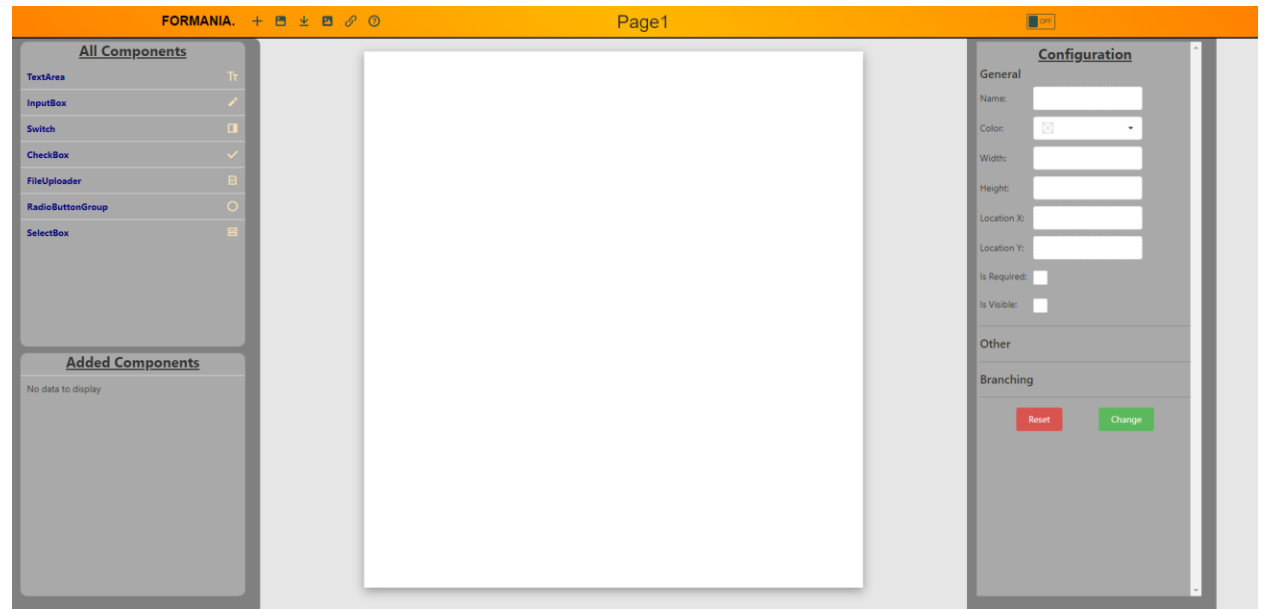 FORMANIA.
Page1
OFF
All Components
TextArea
InputBox
Switch
CheckBox
FileUploader
RadioButtonGroup
SelectBox
Added Components
No data to display
Configuration
General
Name:
Color:
Width:
Height:
Location X:
Location Y:
Is Required:
Is Visible:
Other
Branching
Reset Change